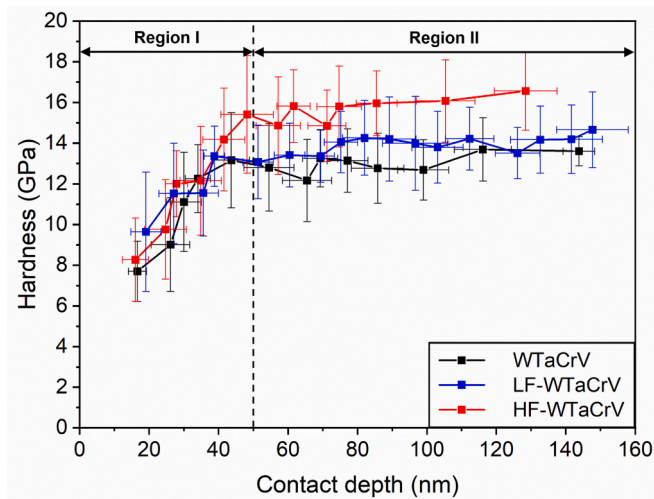 Region I
Region II
20
18
16
14
12
10
8
6
4
2
0
Hardness (GPa)
WTaCrV
LF-WTaCrV
HF-WTaCrV
0 20 40 60 80 100 120 140 160
Contact depth (nm)